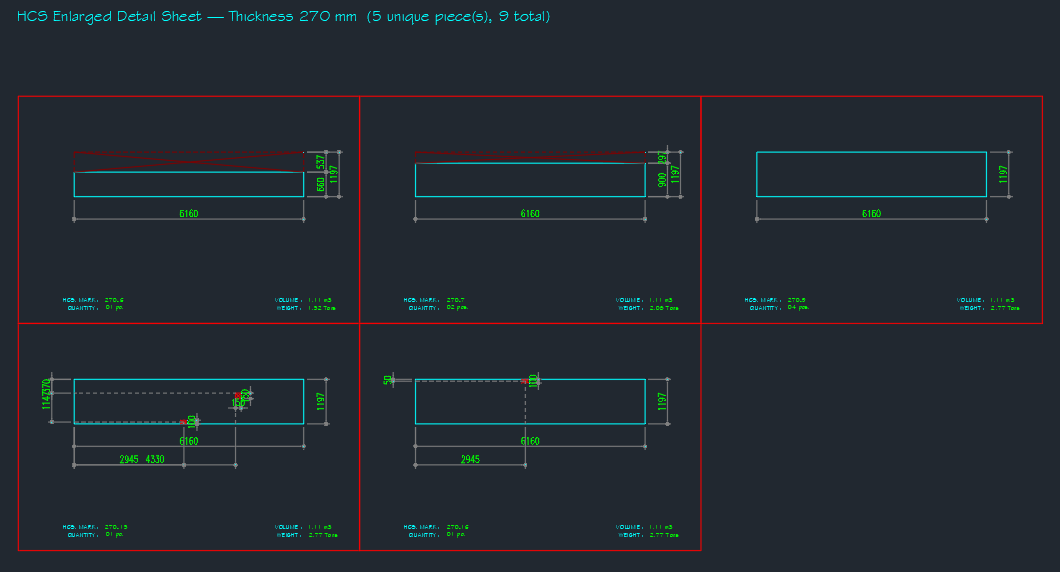 HCS Enlarged Detail Sheet — Thickness 270 mm (5 unique piece(s), 9 total)
537
660
1197
6160
HCS. MARK: 270.6
QUANTITY: 01 pc.
VOLUME: 1.11 m3
WEIGHT: 1.52 Tons
297
900
1197
6160
HCS. MARK: 270.7
QUANTITY: 02 pcs.
VOLUME: 1.11 m3
WEIGHT: 2.08 Tons
1197
6160
HCS. MARK: 270.9
QUANTITY: 04 pcs.
VOLUME: 1.11 m3
WEIGHT: 2.77 Tons
370
1147
100
1197
6160
2945 4330
HCS. MARK: 270.15
QUANTITY: 01 pc.
VOLUME: 1.11 m3
WEIGHT: 2.77 Tons
50
100
1197
6160
2945
HCS. MARK: 270.16
QUANTITY: 01 pc.
VOLUME: 1.11 m3
WEIGHT: 2.77 Tons